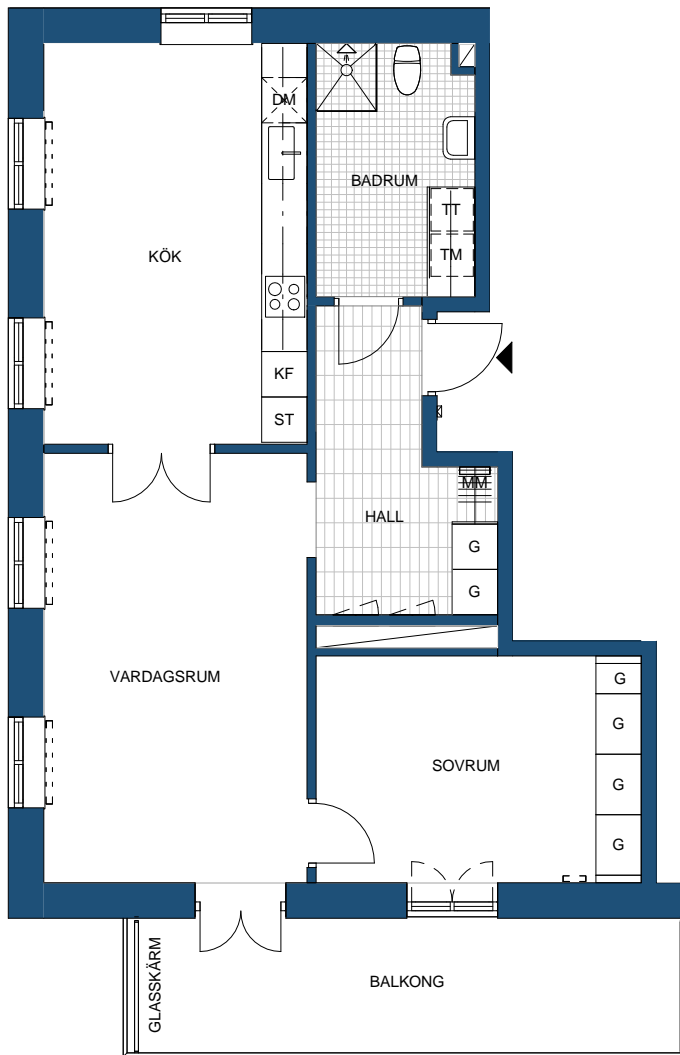 DM
BADRUM
TT
TM
KÖK
KF
ST
MM
HALL
G
G
VARDAGSRUM
G
G
SOVRUM
G
G
BALKONG
GLASSKÄRM